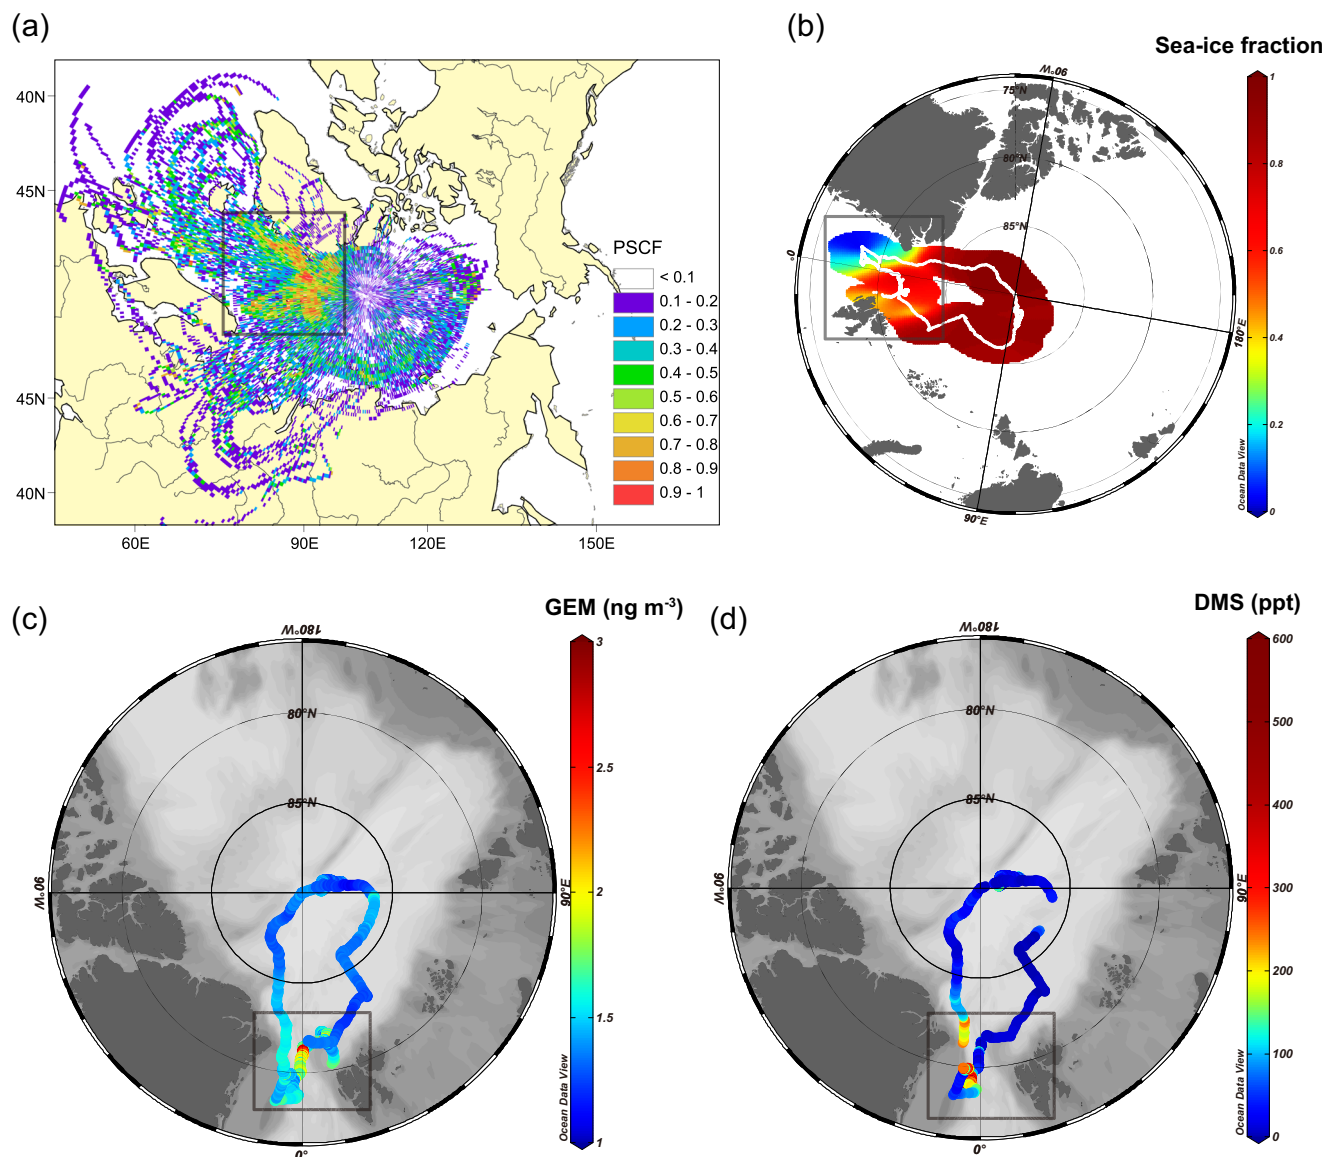 (a)
40N
45N
45N
40N
60E
90E
120E
150E
PSCF
< 0.1
0.1 - 0.2
0.2 - 0.3
0.3 - 0.4
0.4 - 0.5
0.5 - 0.6
0.6 - 0.7
0.7 - 0.8
0.8 - 0.9
0.9 - 1
(b)
Sea-ice fraction
90°W
75°N
80°N
85°N
0°
180°E
90°E
1
0.8
0.6
0.4
0.2
0
Ocean Data View
(c)
GEM (ng m-3)
180°W
80°N
85°N
90°W
90°E
0°
3
2.5
2
1.5
1
Ocean Data View
(d)
DMS (ppt)
180°W
80°N
85°N
90°W
90°E
0°
600
500
400
300
200
100
0
Ocean Data View